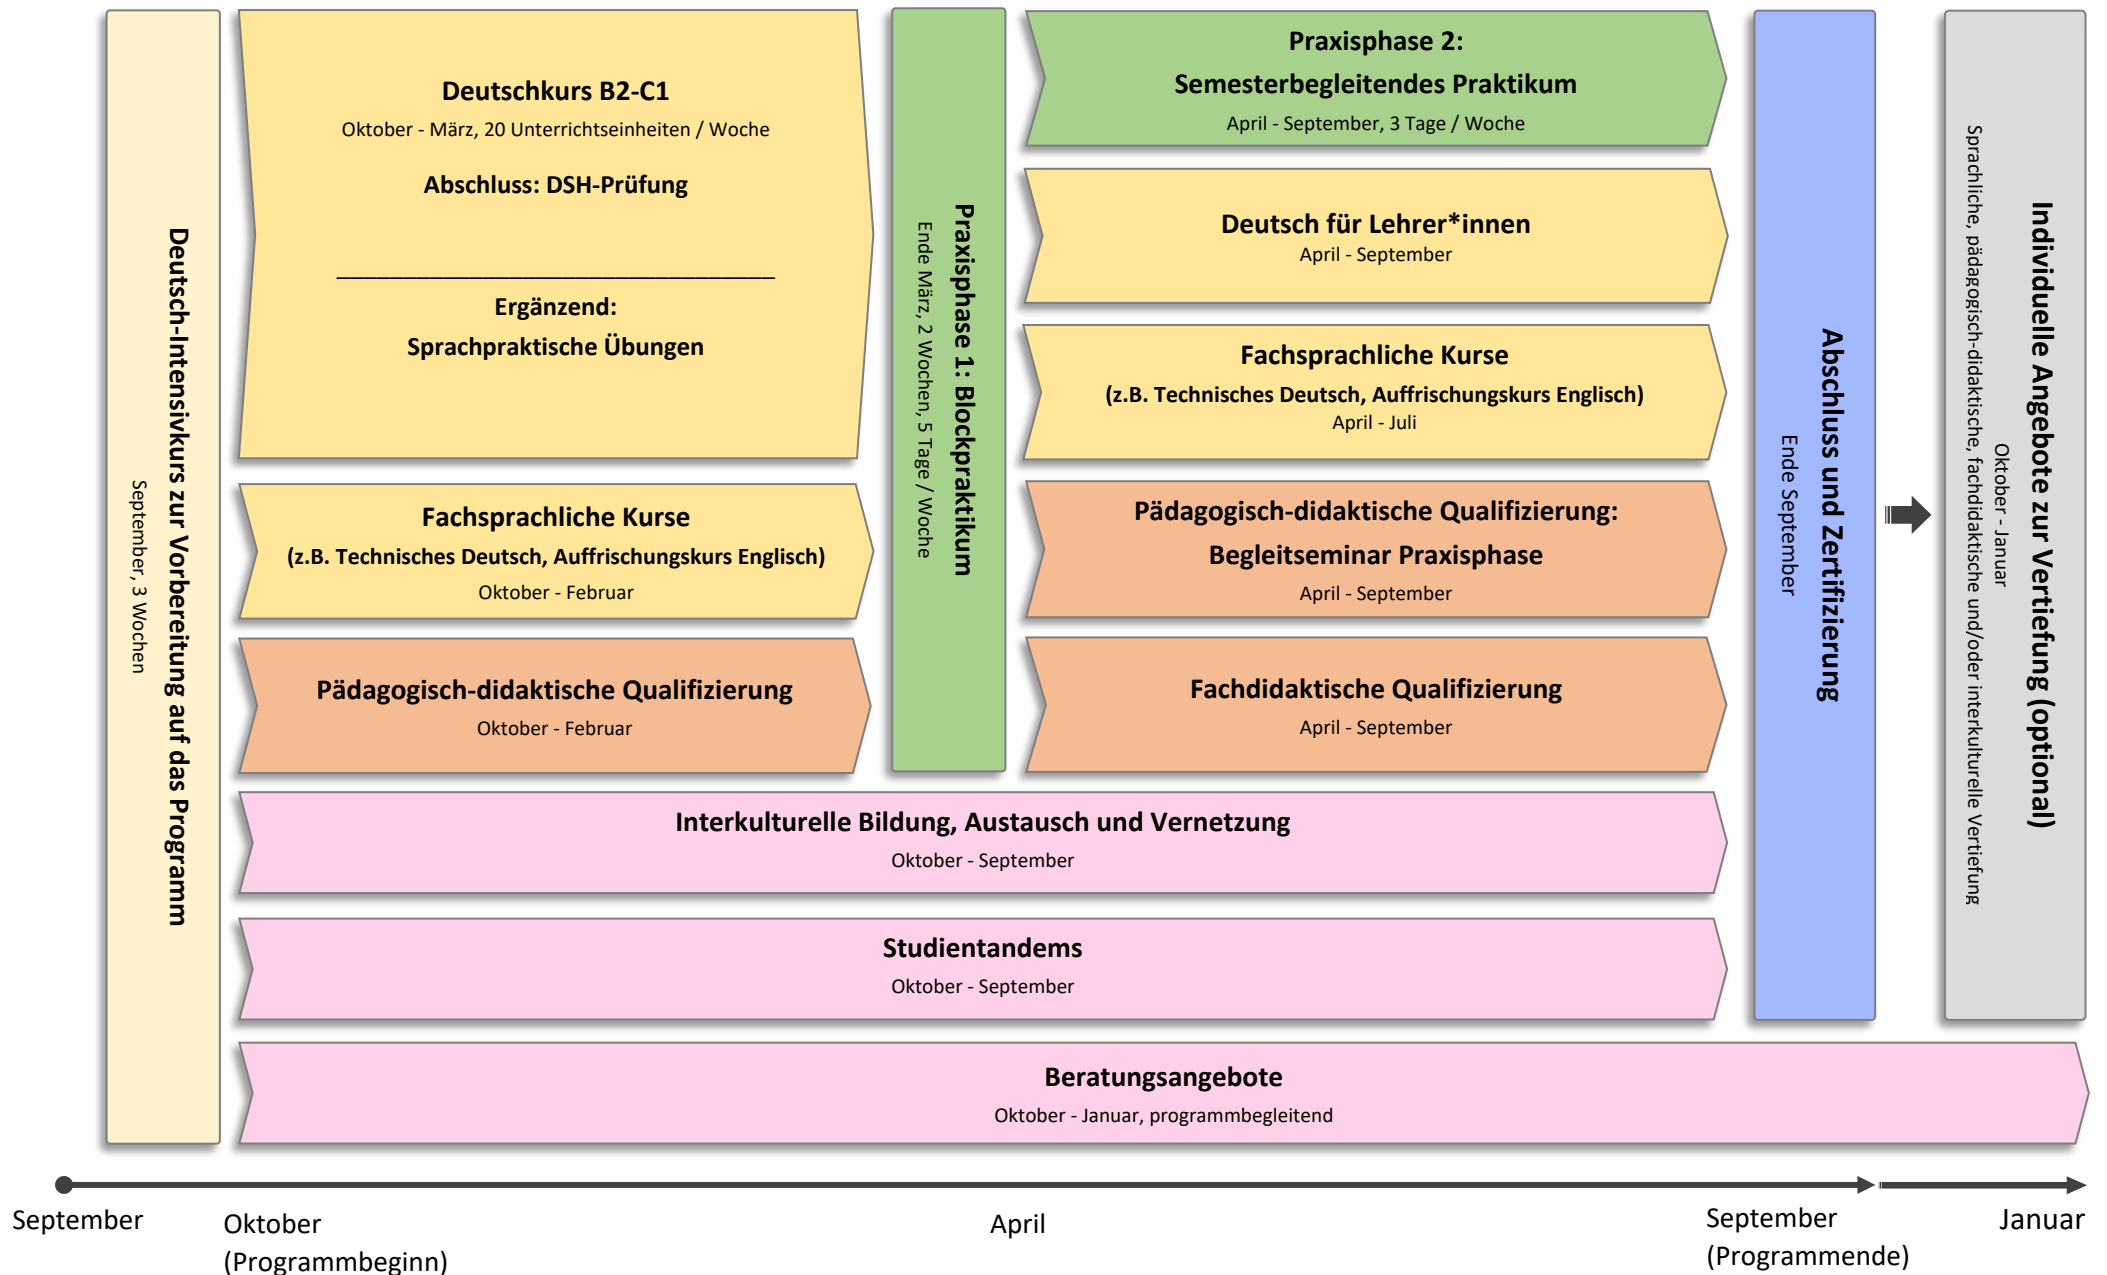 Deutsch-Intensivkurs zur Vorbereitung auf das Programm
September, 3 Wochen
Deutschkurs B2-C1
Oktober - März, 20 Unterrichtseinheiten / Woche
Abschluss: DSH-Prüfung
Ergänzend:
Sprachpraktische Übungen
Fachsprachliche Kurse
(z.B. Technisches Deutsch, Auffrischungskurs Englisch)
Oktober - Februar
Pädagogisch-didaktische Qualifizierung
Oktober - Februar
Praxisphase 1: Blockpraktikum
Ende März, 2 Wochen, 5 Tage / Woche
Praxisphase 2:
Semesterbegleitendes Praktikum
April - September, 3 Tage / Woche
Deutsch für Lehrer*innen
April - September
Fachsprachliche Kurse
(z.B. Technisches Deutsch, Auffrischungskurs Englisch)
April - Juli
Pädagogisch-didaktische Qualifizierung:
Begleitseminar Praxisphase
April - September
Fachdidaktische Qualifizierung
April - September
Interkulturelle Bildung, Austausch und Vernetzung
Oktober - September
Studientandems
Oktober - September
Beratungsangebote
Oktober - Januar, programmbegleitend
Abschluss und Zertifizierung
Ende September
Individuelle Angebote zur Vertiefung (optional)
Oktober - Januar
Sprachliche, pädagogisch-didaktische, fachdidaktische und/oder interkulturelle Vertiefung
September
Oktober
(Programmbeginn)
April
September
(Programmende)
Januar